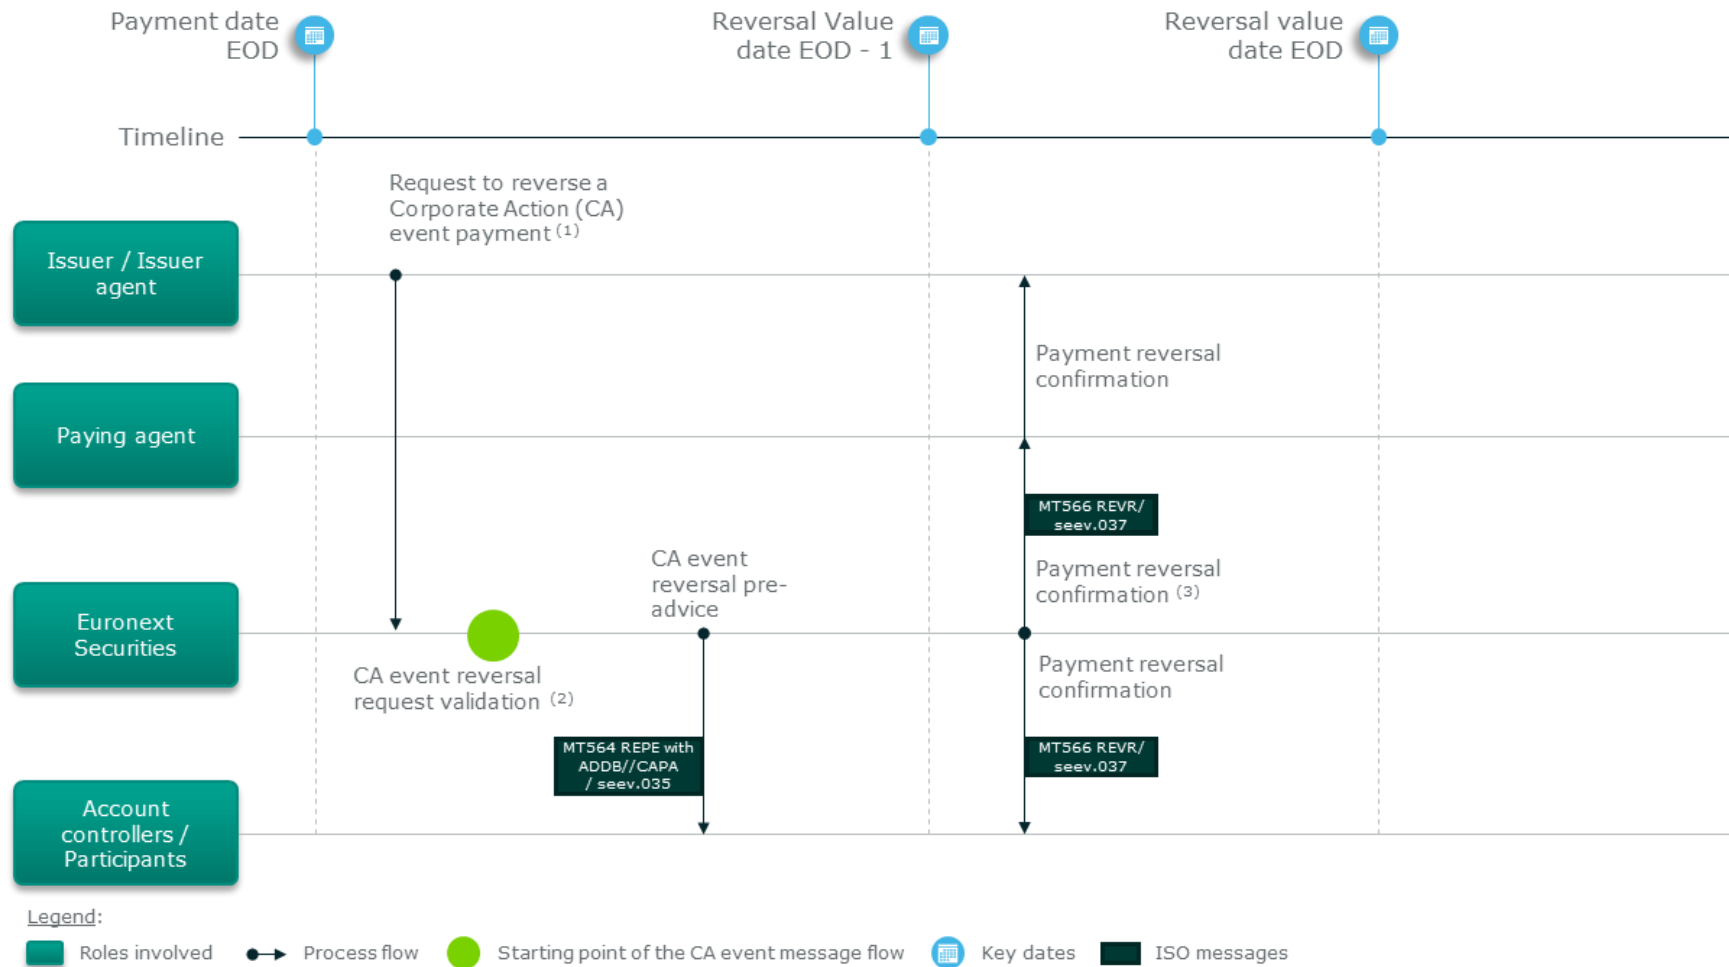 Payment date
EOD
Reversal Value
date EOD - 1
Reversal value
date EOD
Timeline
Request to reverse a
Corporate Action (CA)
event payment (1)
Issuer / Issuer
agent
Payment reversal
confirmation
Paying agent
MT566 REVR/
seev.037
CA event
reversal pre-
advice
Payment reversal
confirmation (3)
Euronext
Securities
CA event reversal
request validation (2)
Payment reversal
confirmation
MT564 REPE with
ADDB//CAPA
/ seev.035
MT566 REVR/
seev.037
Account
controllers /
Participants
Legend:
Roles involved
Process flow
Starting point of the CA event message flow
Key dates
ISO messages